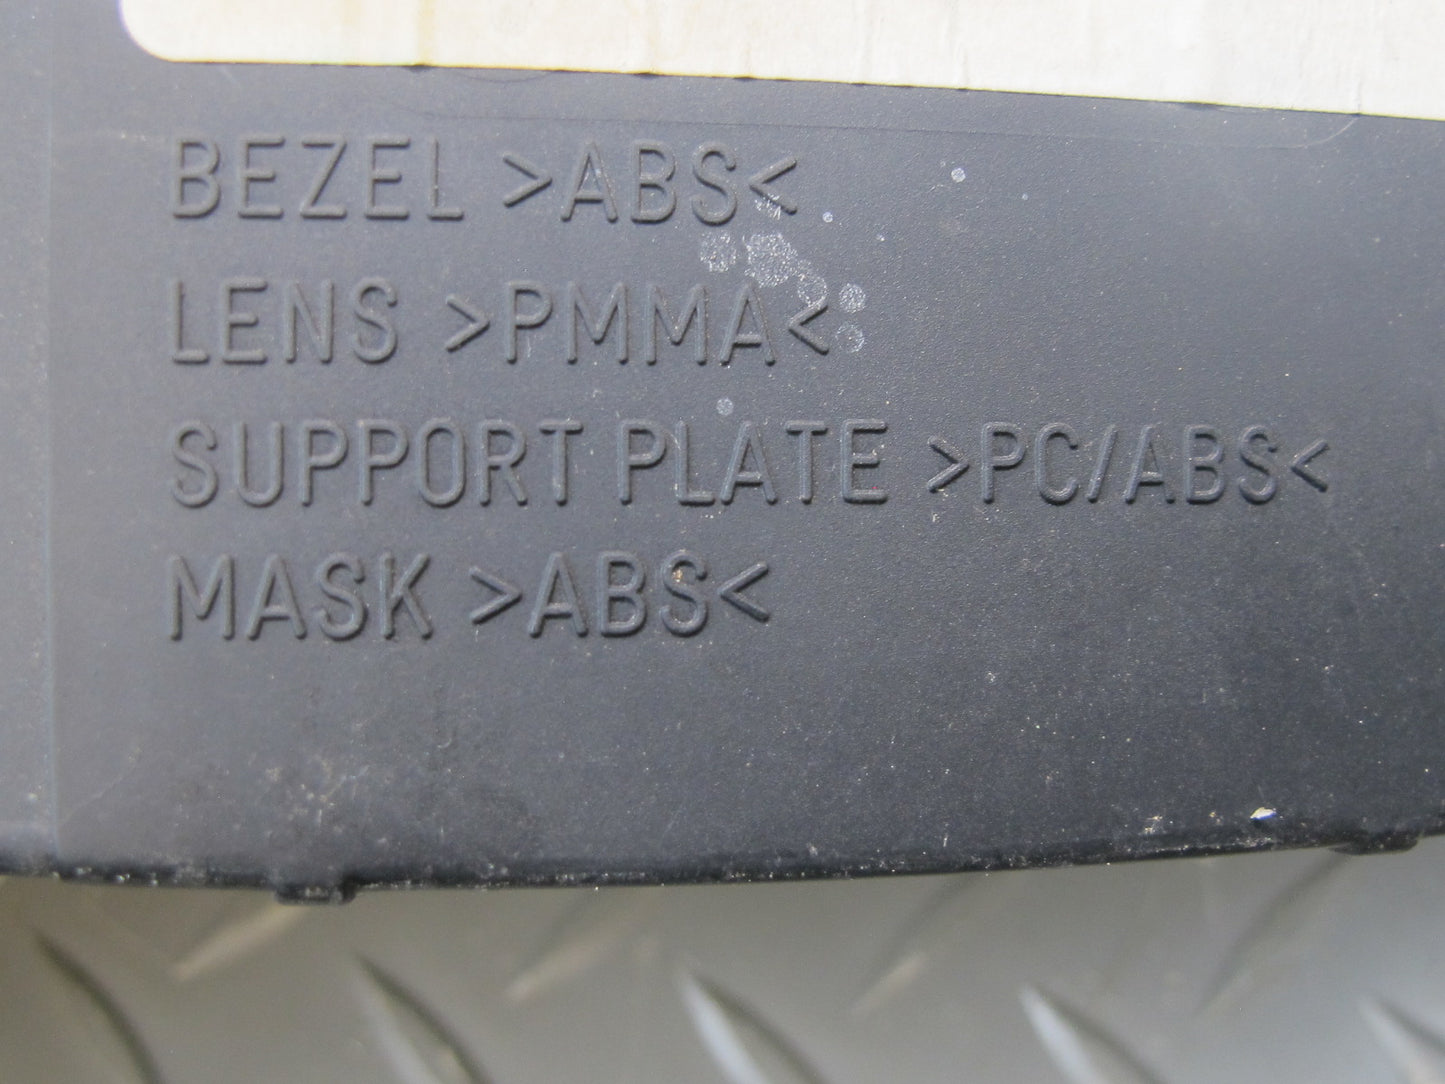 BEZEL >ABS<
LENS >PMMA<
SUPPORT PLATE >PC/ABS<
MASK >ABS<